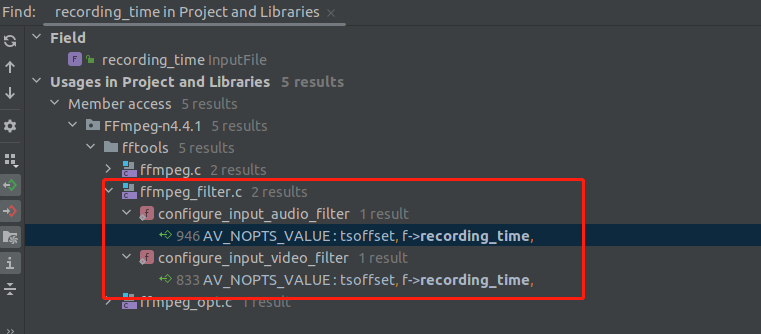 Find: recording_time in Project and Libraries ×
Field
f recording_time InputFile
Usages in Project and Libraries 5 results
Member access 5 results
FFmpeg-n4.4.1 5 results
fftools 5 results
ffmpeg.c 2 results
ffmpeg_filter.c 2 results
f configure_input_audio_filter 1 result
946 AV_NOPTS_VALUE : tsoffset, f->recording_time,
f configure_input_video_filter 1 result
833 AV_NOPTS_VALUE : tsoffset, f->recording_time,
ffmpeg_opt.c 1 result